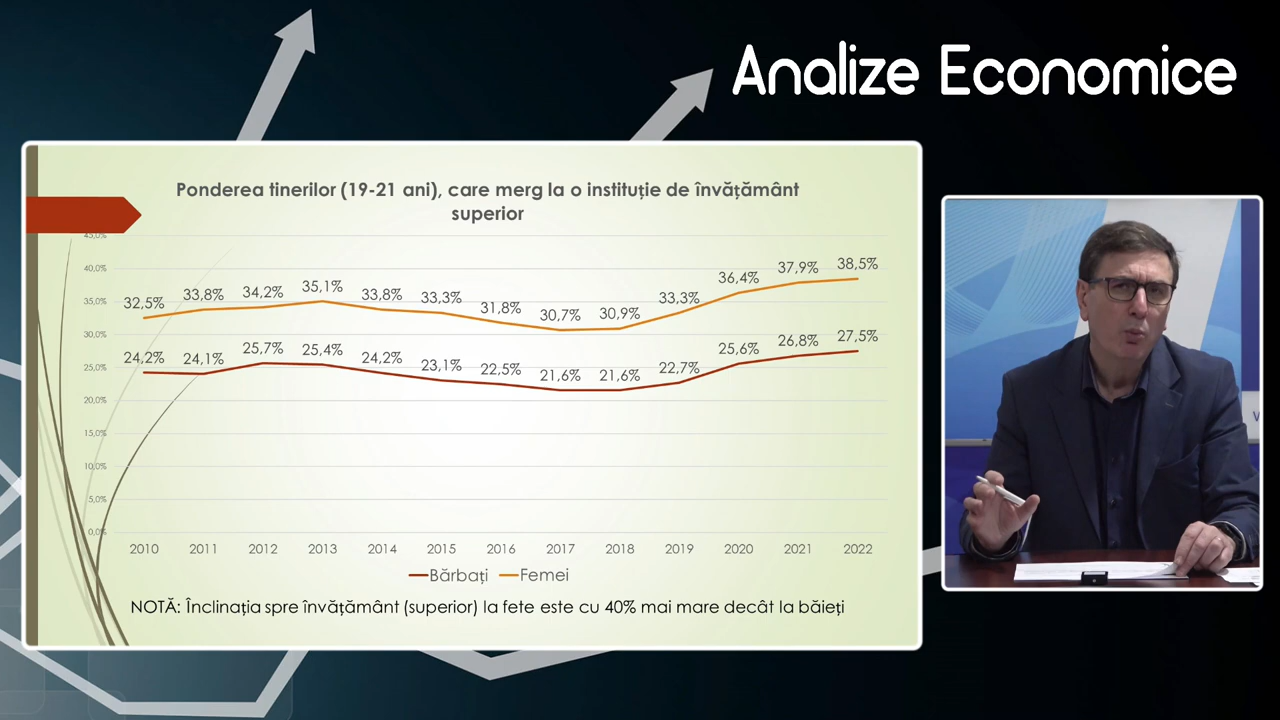 Analize Economice
Ponderea tinerilor (19-21 ani), care merg la o instituție de învățământ
superior
45,0%
40,0%
35,0%
30,0%
25,0%
20,0%
15,0%
10,0%
5,0%
0,0%
32,5% 33,8% 34,2% 35,1% 33,8% 33,3% 31,8% 30,7% 30,9% 33,3% 36,4% 37,9% 38,5%
24,2% 24,1% 25,7% 25,4% 24,2% 23,1% 22,5% 21,6% 21,6% 22,7% 25,6% 26,8% 27,5%
2010 2011 2012 2013 2014 2015 2016 2017 2018 2019 2020 2021 2022
Bărbați Femei
NOTĂ: Înclinația spre învățământ (superior) la fete este cu 40% mai mare decât la băieți